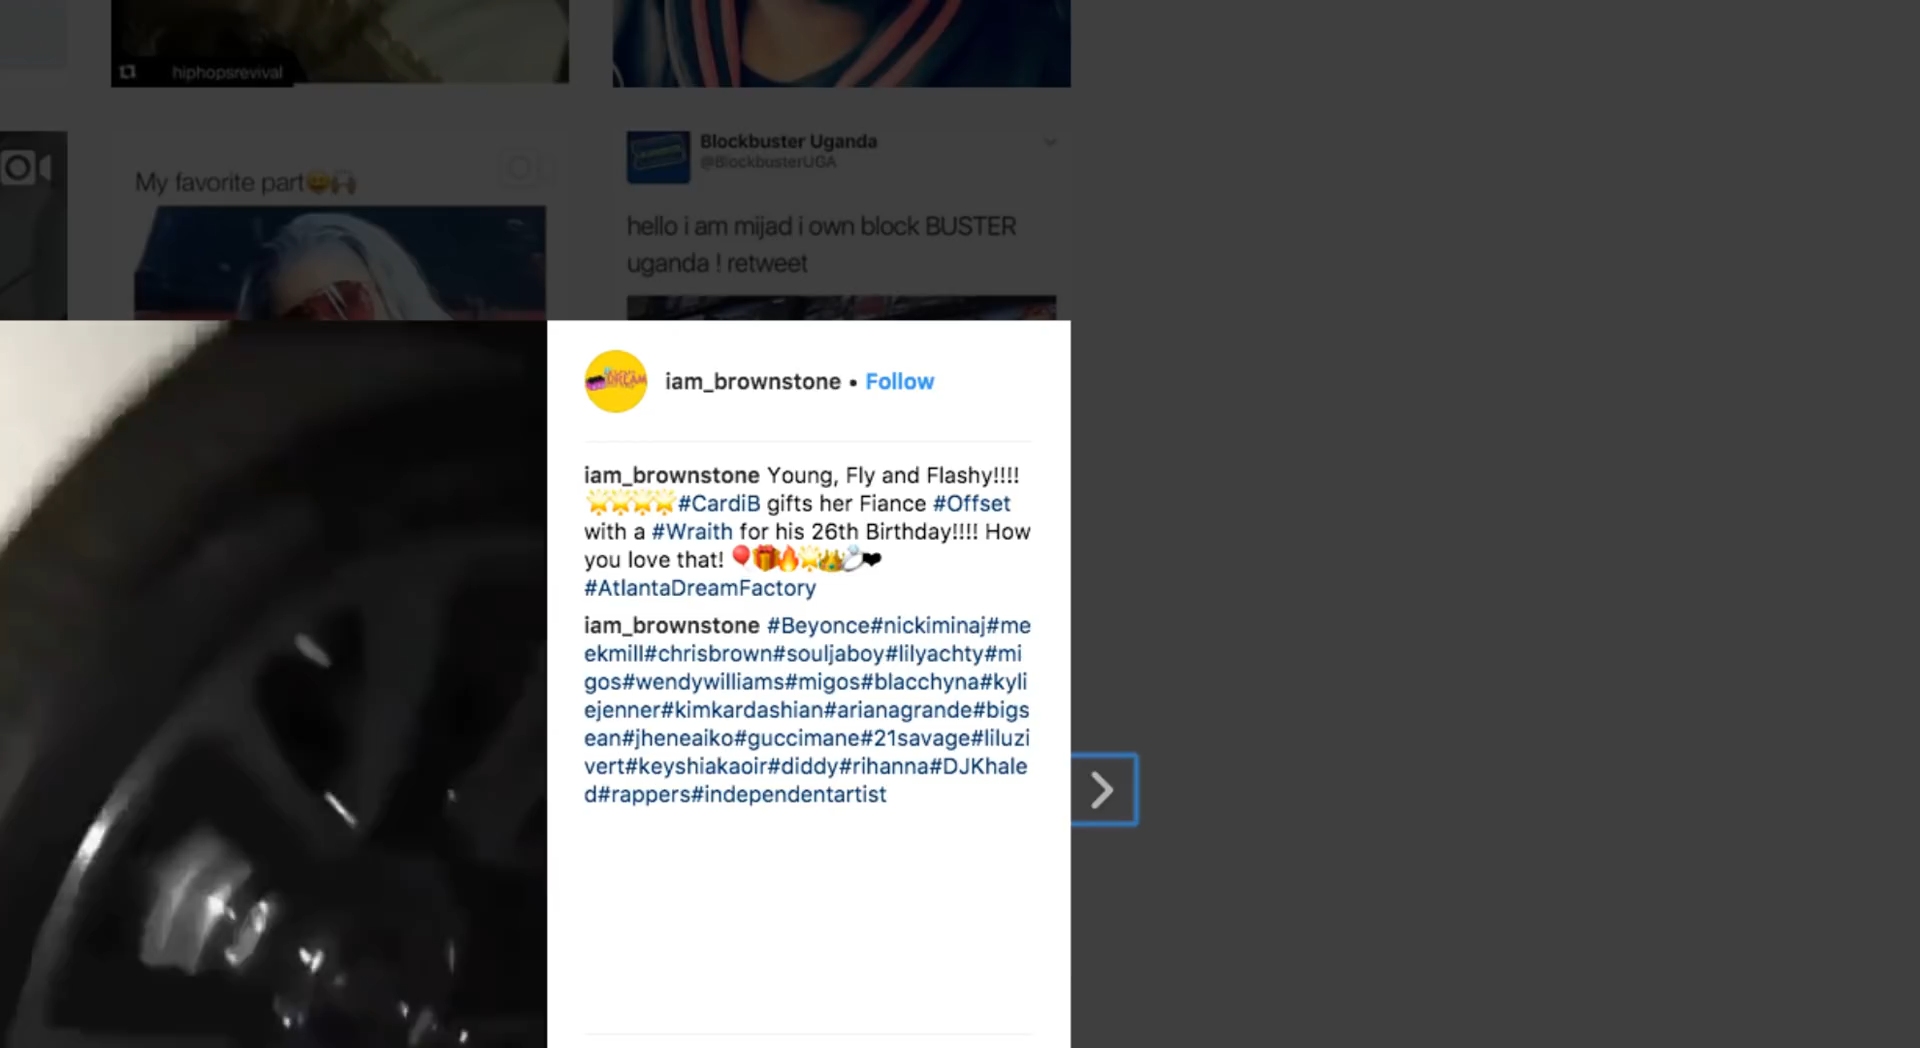 hiphopsrevival
Blockbuster Uganda
@BlockbusterUGA
My favorite part😀🙌
hello i am mijad i own block BUSTER
uganda ! retweet
DREAM
iam_brownstone • Follow
iam_brownstone Young, Fly and Flashy!!!!
🌟🌟🌟🌟#CardiB gifts her Fiance #Offset
with a #Wraith for his 26th Birthday!!!! How
you love that! 🎈🎁🔥🌟👑💍❤
#AtlantaDreamFactory
iam_brownstone #Beyonce#nickiminaj#me
ekmill#chrisbrown#souljaboy#lilyachty#mi
gos#wendywilliams#migos#blacchyna#kyli
ejenner#kimkardashian#arianagrande#bigs
ean#jheneaiko#guccimane#21savage#liluzi
vert#keyshiakaoir#diddy#rihanna#DJKhale
d#rappers#independentartist